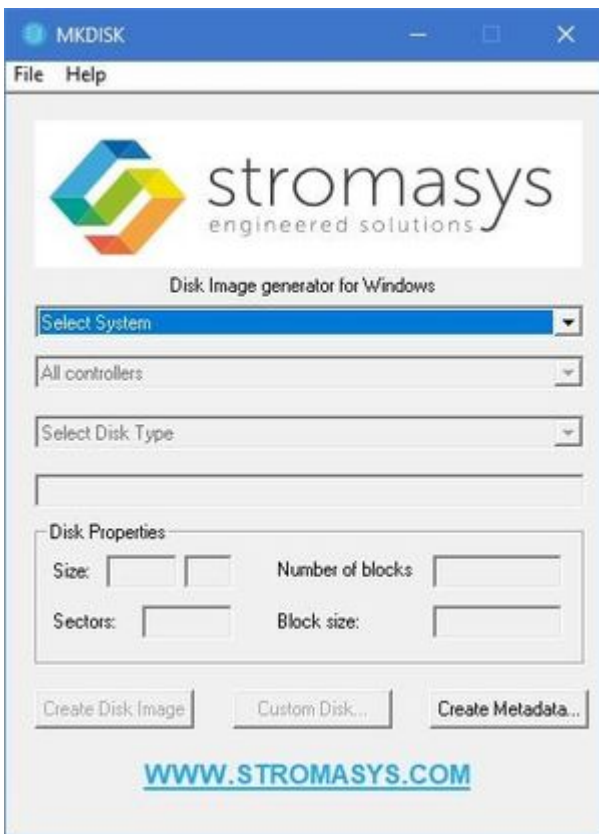 MKDISK
File Help
stromasys
engineered solutions
Disk Image generator for Windows
Select System
All controllers
Select Disk Type
Disk Properties
Size: Number of blocks
Sectors: Block size:
Create Disk Image Custom Disk... Create Metadata...
WWW.STROMASYS.COM